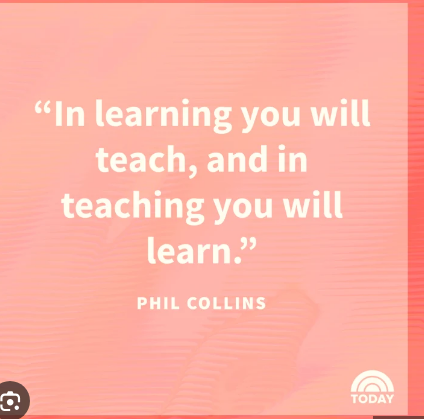 “In learning you will
teach, and in
teaching you will
learn.”
PHIL COLLINS
TODAY